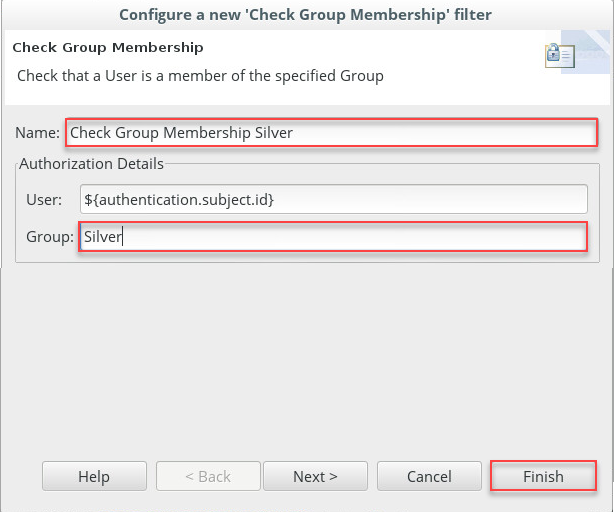 Configure a new 'Check Group Membership' filter
Check Group Membership
Check that a User is a member of the specified Group
Name: Check Group Membership Silver
Authorization Details
User: ${authentication.subject.id}
Group: Silver
Help < Back Next > Cancel Finish